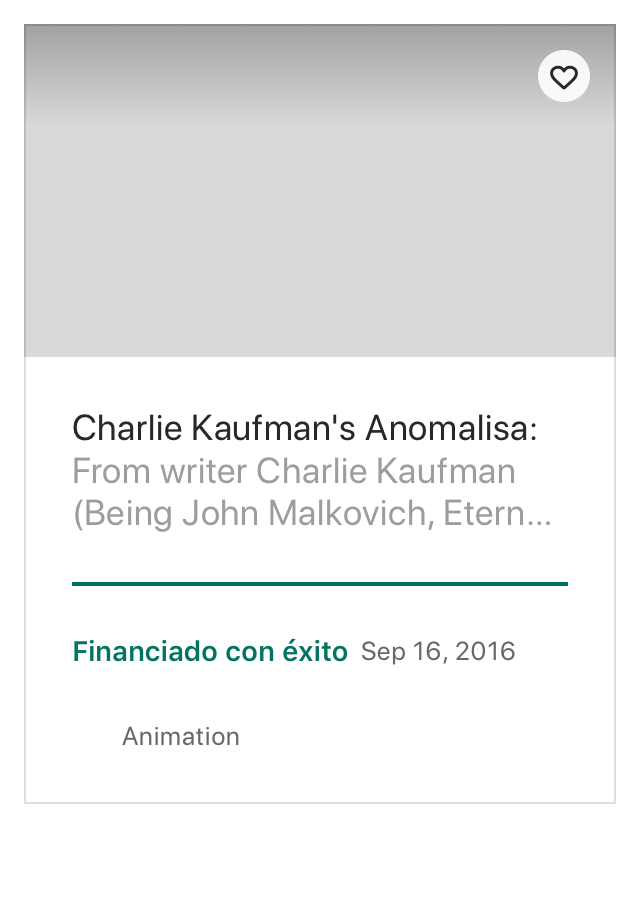 Charlie Kaufman's Anomalisa:
From writer Charlie Kaufman
(Being John Malkovich, Etern...
Financiado con éxito Sep 16, 2016
Animation